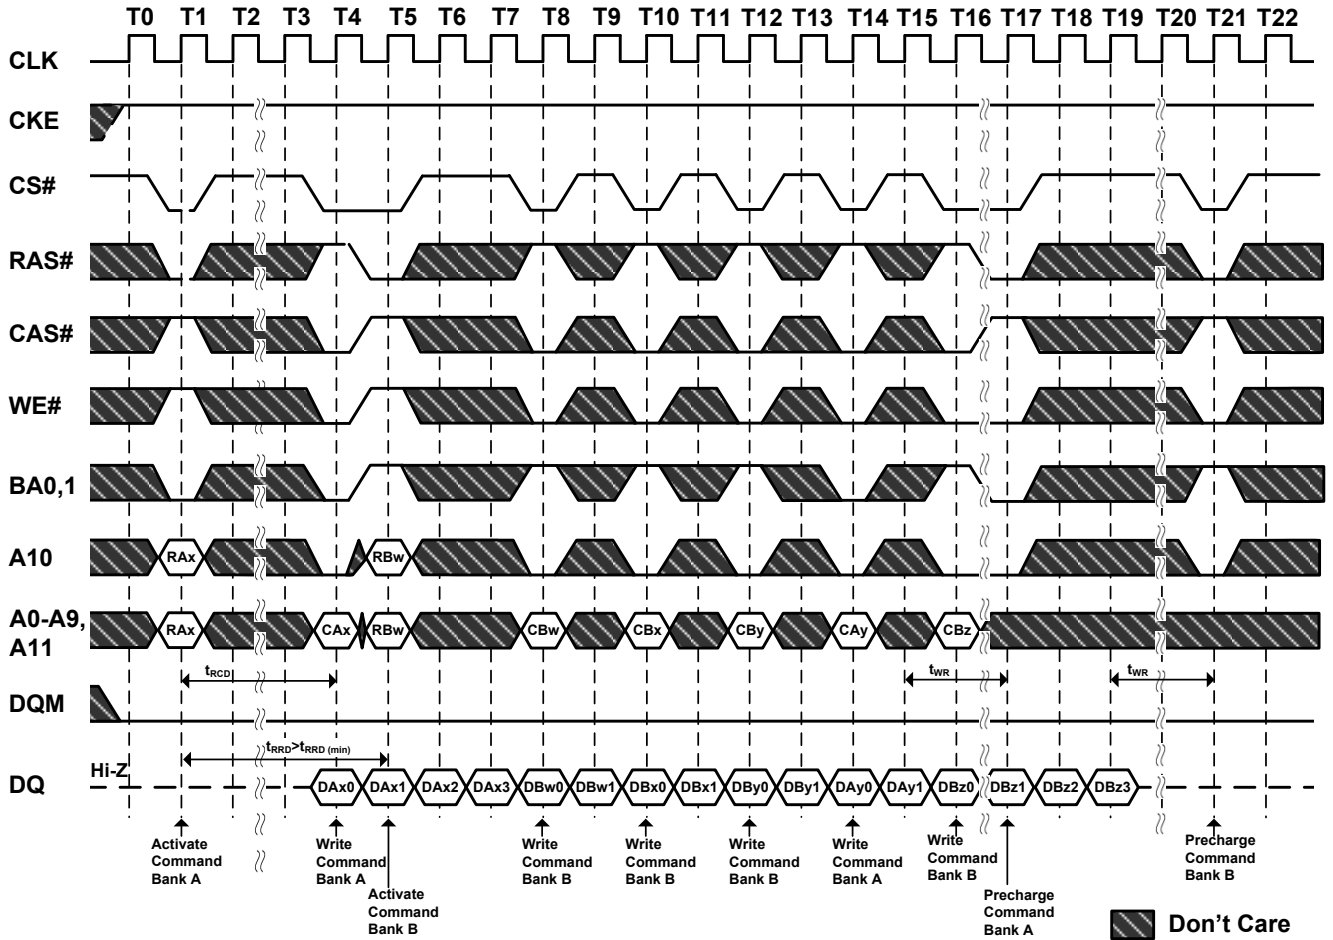 T0 T1 T2 T3 T4 T5 T6 T7 T8 T9 T10 T11 T12 T13 T14 T15 T16 T17 T18 T19 T20 T21 T22
CLK
CKE
CS#
RAS#
CAS#
WE#
BA0,1
A10
RAx RBw
A0-A9,
A11
RAx CAx RBw CBw CBx CBy CAy CBz
tRCD tWR tWR
DQM
tRRD>tRRD (min)
Hi-Z
DQ
DAx0 DAx1 DAx2 DAx3 DBw0 DBw1 DBx0 DBx1 DBy0 DBy1 DAy0 DAy1 DBz0 DBz1 DBz2 DBz3
Activate
Command
Bank A
Write
Command
Bank A
Activate
Command
Bank B
Write
Command
Bank B
Write
Command
Bank B
Write
Command
Bank B
Write
Command
Bank A
Write
Command
Bank B
Precharge
Command
Bank A
Precharge
Command
Bank B
Don't Care